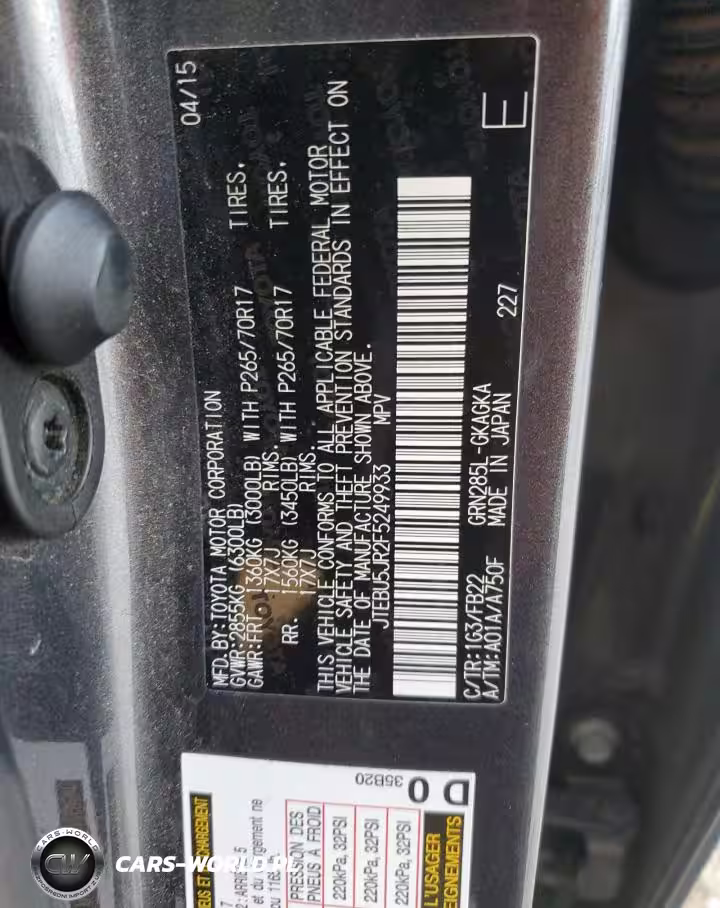 MFD.BY:TOYOTA MOTOR CORPORATION 04/15
GVWR:2855KG (6300LB)
GAWR:FRT 1360KG (3000LB) WITH P265/70R17 TIRES.
17X7J RIMS.
RR. 1560KG (3450LB) WITH P265/70R17 TIRES.
17X7J RIMS.
THIS VEHICLE CONFORMS TO ALL APPLICABLE FEDERAL MOTOR
VEHICLE SAFETY AND THEFT PREVENTION STANDARDS IN EFFECT ON
THE DATE OF MANUFACTURE SHOWN ABOVE.
JTEBU5JR2F5249933 MPV
C/TR:1G3/FB22 GRN285L-GKAGKA
A/TM:A01A/A750F MADE IN JAPAN 227
E
35B20
D0
PRESSION DES
PNEUS À FROID
220kPa, 32PSI
220kPa, 32PSI
220kPa, 32PSI
L'USAGER
CARS-WORLD
CW
CARS-WORLD.PL